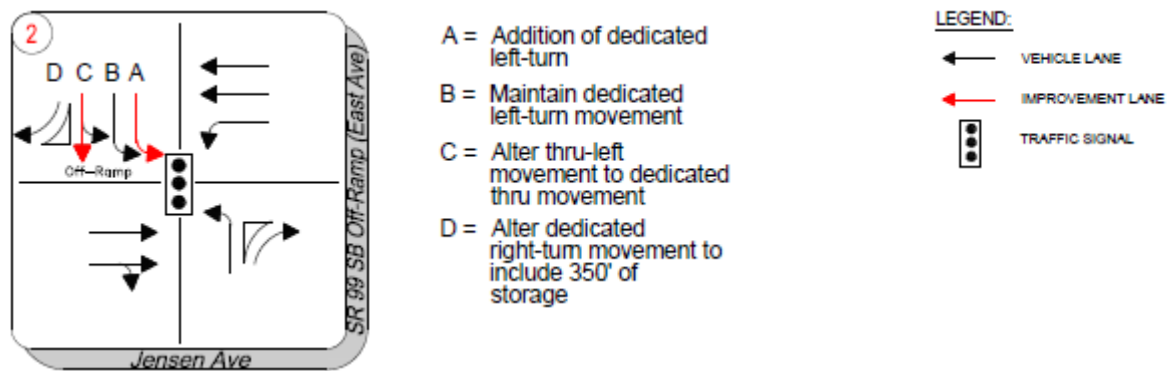 2
D C B A
Off-Ramp
SR 99 SB Off-Ramp (East Ave)
Jensen Ave
A = Addition of dedicated
left-turn
B = Maintain dedicated
left-turn movement
C = Alter thru-left
movement to dedicated
thru movement
D = Alter dedicated
right-turn movement to
include 350' of
storage
LEGEND:
VEHICLE LANE
IMPROVEMENT LANE
TRAFFIC SIGNAL